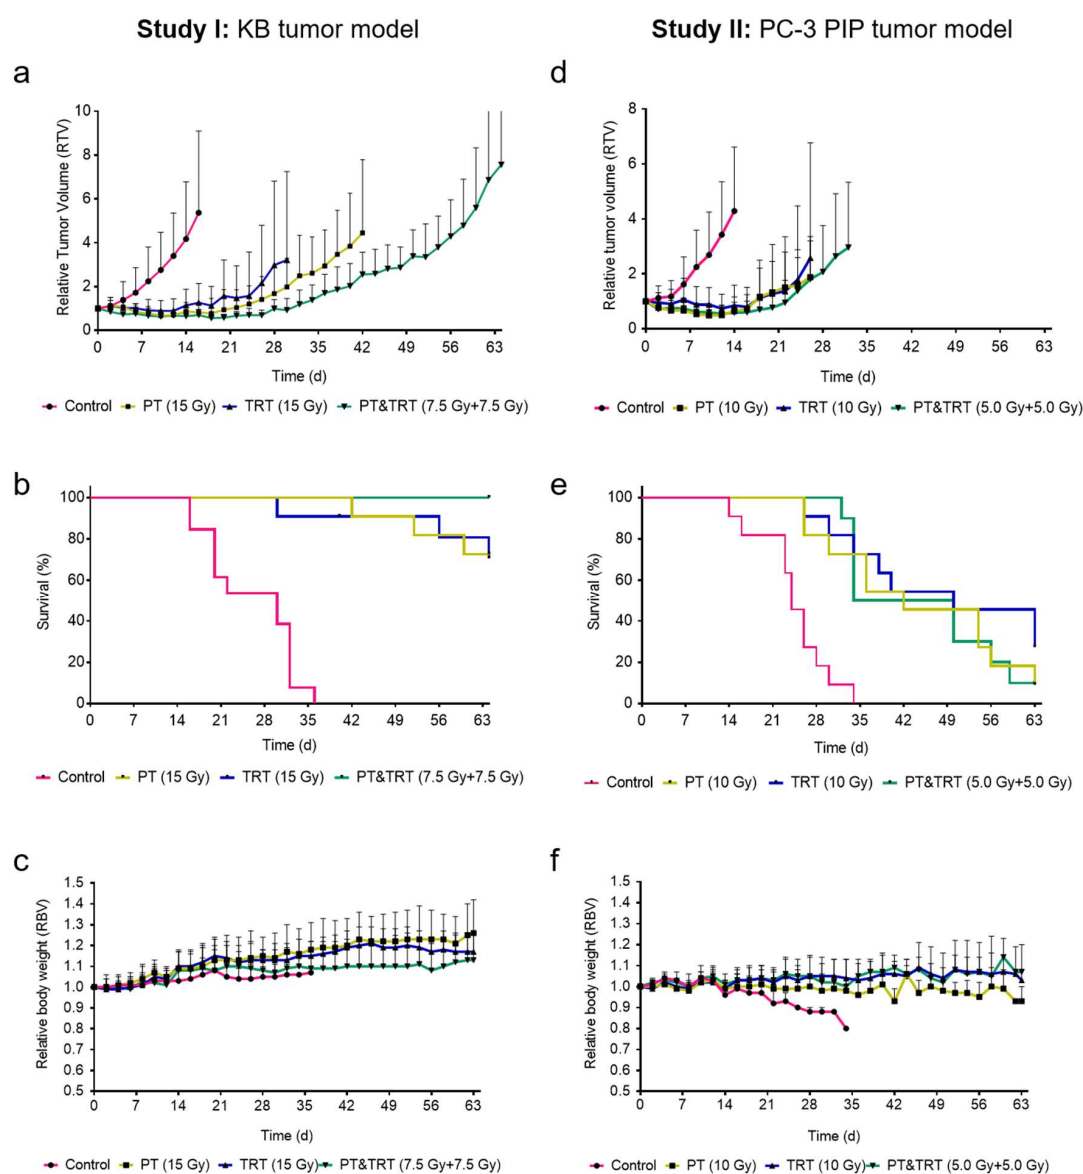 Study I: KB tumor model
Study II: PC-3 PIP tumor model
a
Relative Tumor Volume (RTV)
10
8
6
4
2
0
0 7 14 21 28 35 42 49 56 63
Time (d)
Control PT (15 Gy) TRT (15 Gy) PT&TRT (7.5 Gy+7.5 Gy)
d
Relative tumor volume (RTV)
8
6
4
2
0
0 7 14 21 28 35 42 49 56 63
Time (d)
Control PT (10 Gy) TRT (10 Gy) PT&TRT (5.0 Gy+5.0 Gy)
b
Survival (%)
100
80
60
40
20
0
0 7 14 21 28 35 42 49 56 63
Time (d)
Control PT (15 Gy) TRT (15 Gy) PT&TRT (7.5 Gy+7.5 Gy)
e
Survival (%)
100
80
60
40
20
0
0 7 14 21 28 35 42 49 56 63
Time (d)
Control PT (10 Gy) TRT (10 Gy) PT&TRT (5.0 Gy+5.0 Gy)
c
Relative body weight (RBV)
1.5
1.4
1.3
1.2
1.1
1.0
0.9
0.8
0.7
0.6
0.5
0 7 14 21 28 35 42 49 56 63
Time (d)
Control PT (15 Gy) TRT (15 Gy) PT&TRT (7.5 Gy+7.5 Gy)
f
Relative body weight (RBV)
1.5
1.4
1.3
1.2
1.1
1.0
0.9
0.8
0.7
0.6
0.5
0 7 14 21 28 35 42 49 56 63
Time (d)
Control PT (10 Gy) TRT (10 Gy) PT&TRT (5.0 Gy+5.0 Gy)